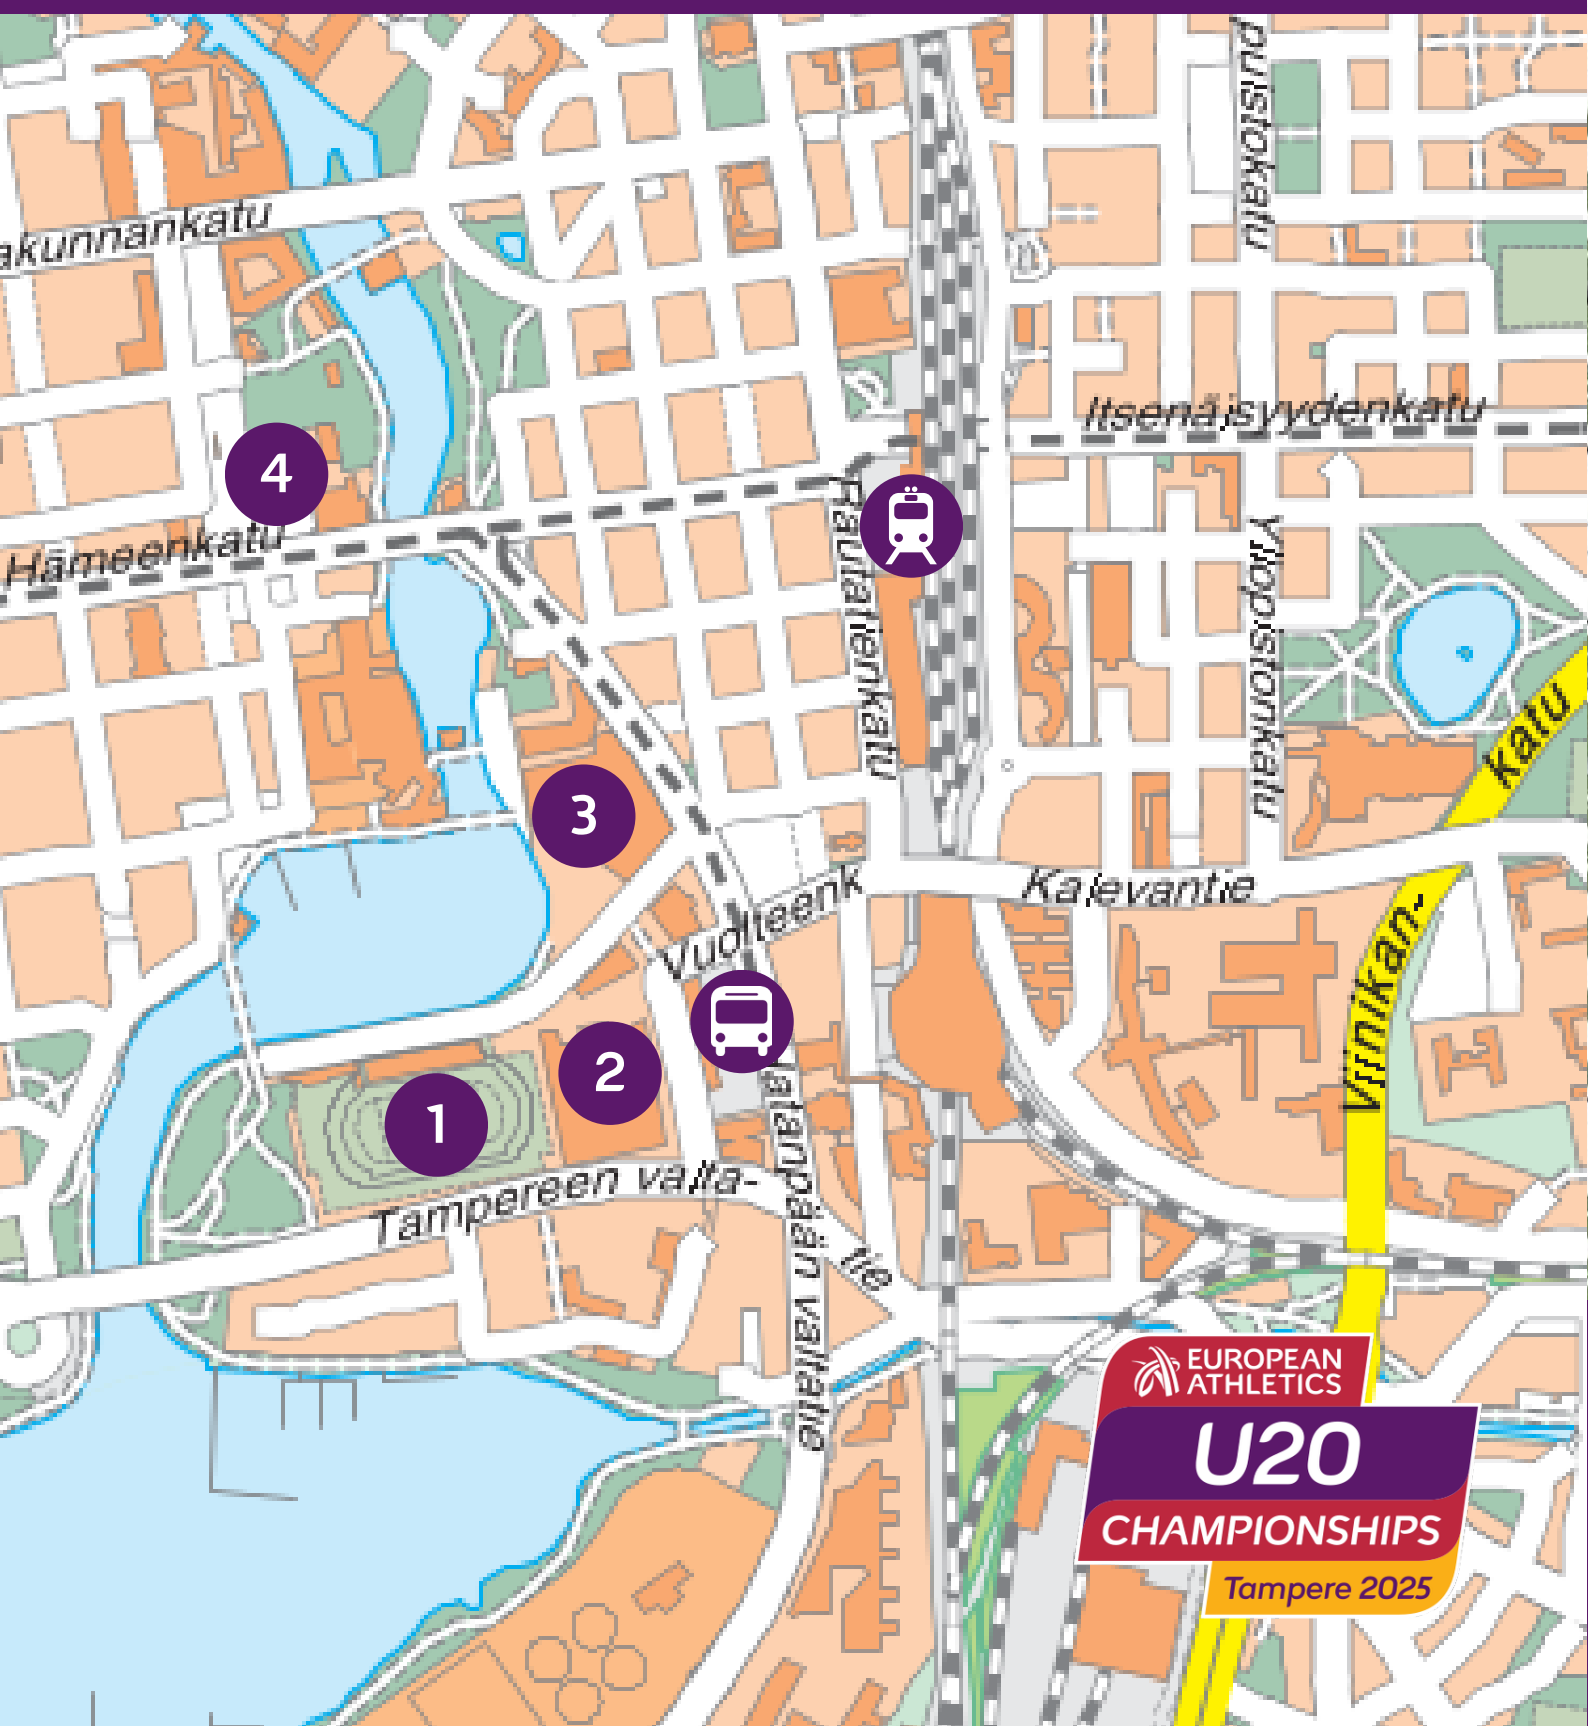 puistokatu
akunnankatu
Itsenäisyydenkatu
4
Hämeenkatu
Rautatienkatu
Yliopistonkatu
katu
3
Kalevantie
Vuolteenk
Viinikan-
2
1
Tampereen valta-
tie
latanpään valtatie
EUROPEAN
ATHLETICS
U20
CHAMPIONSHIPS
Tampere 2025